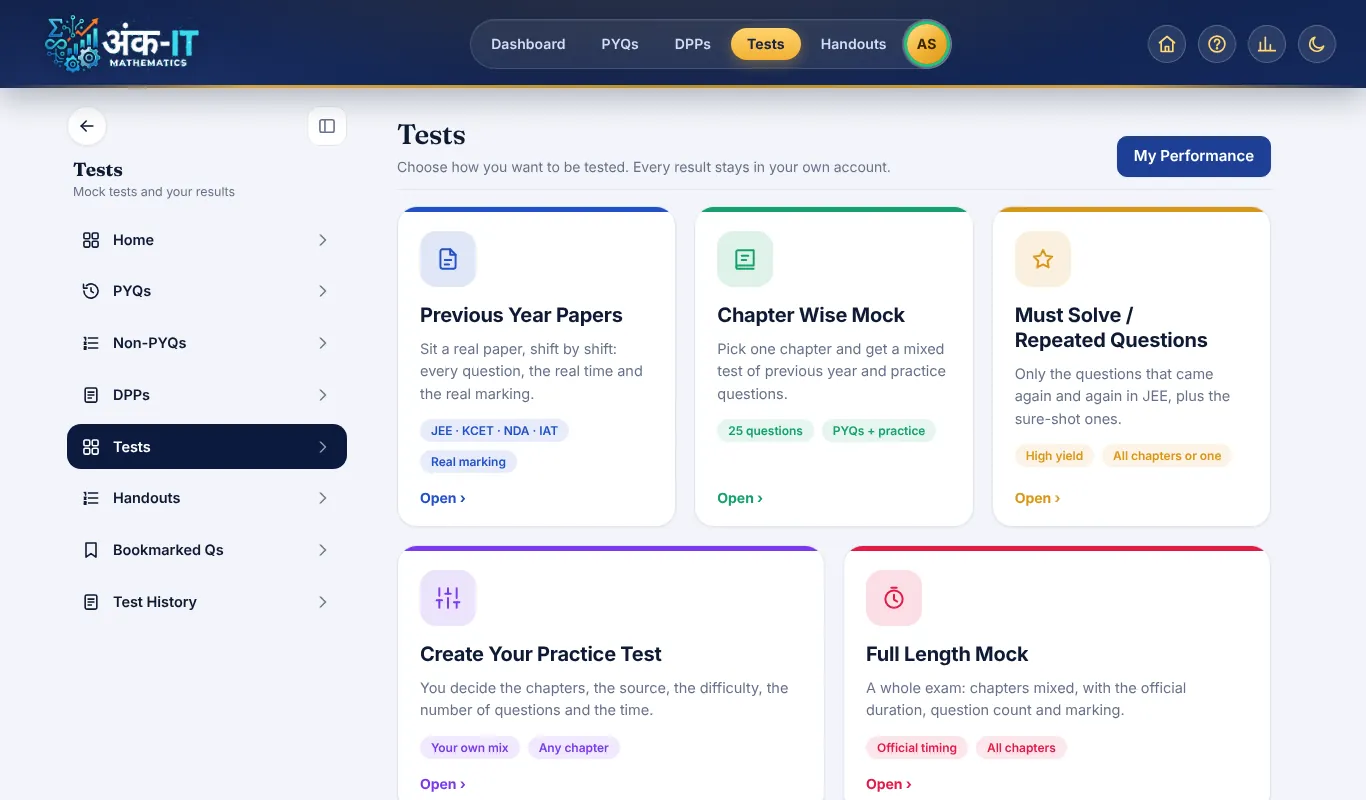 अंक-IT
MATHEMATICS
Dashboard
PYQs
DPPs
Tests
Handouts
AS
Tests
Mock tests and your results
Home
PYQs
Non-PYQs
DPPs
Tests
Handouts
Bookmarked Qs
Test History
Tests
Choose how you want to be tested. Every result stays in your own account.
My Performance
Previous Year Papers
Sit a real paper, shift by shift:
every question, the real time and
the real marking.
JEE · KCET · NDA · IAT
Real marking
Open ›
Chapter Wise Mock
Pick one chapter and get a mixed
test of previous year and practice
questions.
25 questions
PYQs + practice
Open ›
Must Solve /
Repeated Questions
Only the questions that came
again and again in JEE, plus the
sure-shot ones.
High yield
All chapters or one
Open ›
Create Your Practice Test
You decide the chapters, the source, the difficulty, the
number of questions and the time.
Your own mix
Any chapter
Open ›
Full Length Mock
A whole exam: chapters mixed, with the official
duration, question count and marking.
Official timing
All chapters
Open ›